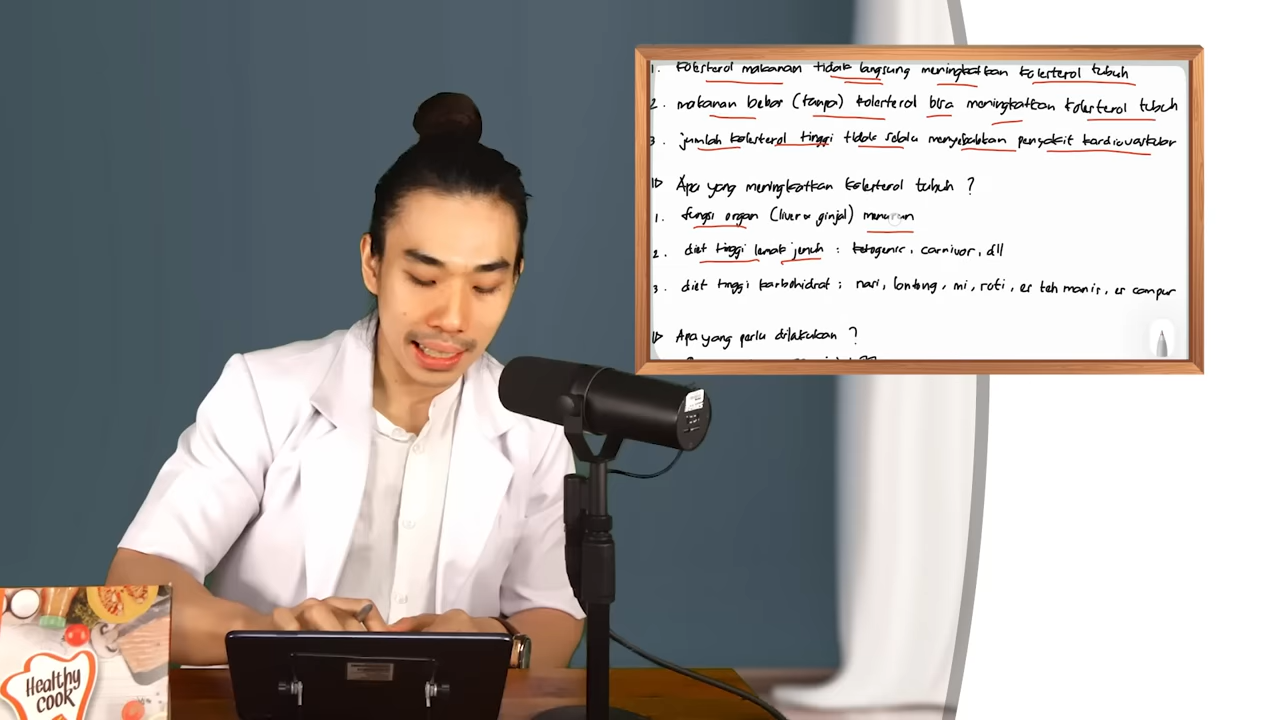 1. Kolesterol makanan tidak langsung meningkatkan kolesterol tubuh
2. makanan bebas (tanpa) kolesterol bisa meningkatkan kolesterol tubuh
3. jumlah kolesterol tinggi tidak selalu menyebabkan penyakit kardiovaskular
Apa yang meningkatkan kolesterol tubuh ?
1. fungsi organ (liver & ginjal) menurun
2. diet tinggi lemak jenuh : ketogenic, carnivor, dll
3. diet tinggi karbohidrat : nasi, lontong, mi, roti, es teh manis, es campur
Apa yang perlu dilakukan ?
Healthy
cook